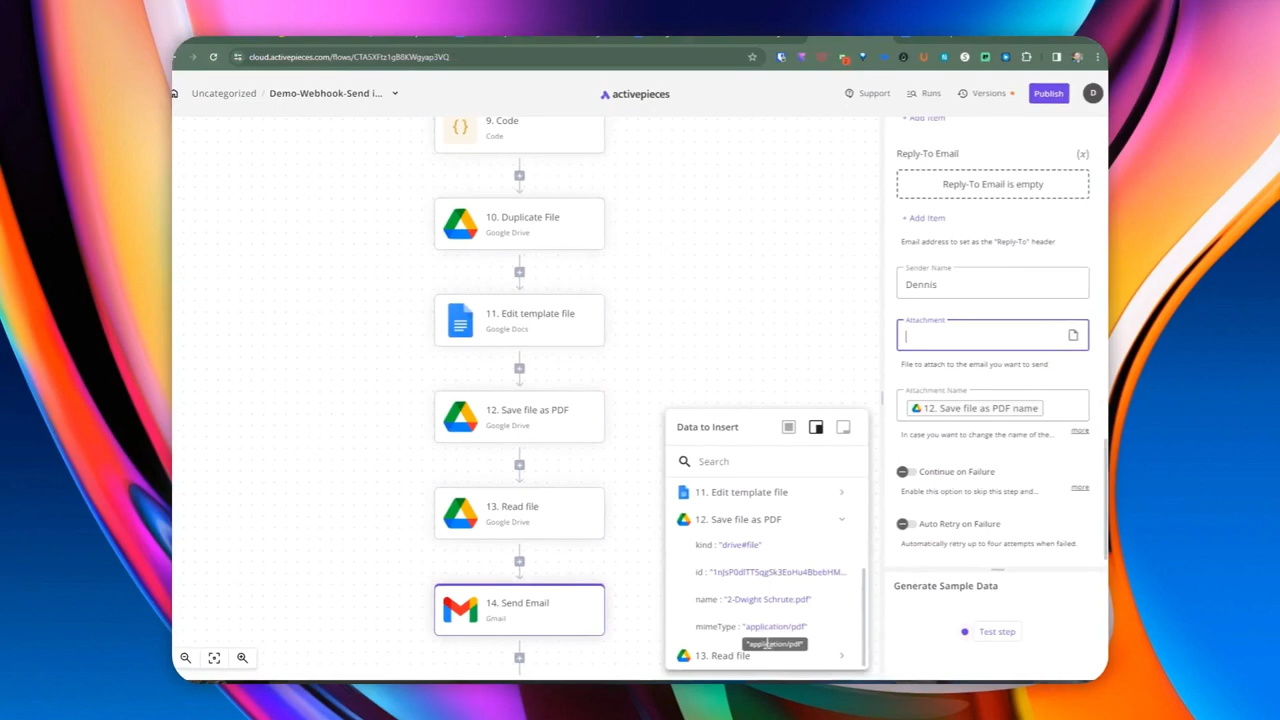 cloud.activepieces.com/flows/CTA5XFtz1gB8KWgyap3VQ
Uncategorized / Demo-Webhook-Send i...
activepieces
Support
Runs
Versions
Publish
D
9. Code
Code
10. Duplicate File
Google Drive
11. Edit template file
Google Docs
12. Save file as PDF
Google Drive
13. Read file
Google Drive
14. Send Email
Gmail
Data to Insert
Search
11. Edit template file
12. Save file as PDF
kind : "drive#file"
id : "1nJsP0dlTT5qgSk3EoHu4BbebHM...
name : "2-Dwight Schrute.pdf"
mimeType : "application/pdf"
"application/pdf"
13. Read file
+ Add Item
Reply-To Email
(x)
Reply-To Email is empty
+ Add Item
Email address to set as the "Reply-To" header
Sender Name
Dennis
Attachment
File to attach to the email you want to send
Attachment Name
12. Save file as PDF name
In case you want to change the name of the...
more
Continue on Failure
Enable this option to skip this step and...
more
Auto Retry on Failure
Automatically retry up to four attempts when failed.
Generate Sample Data
Test step